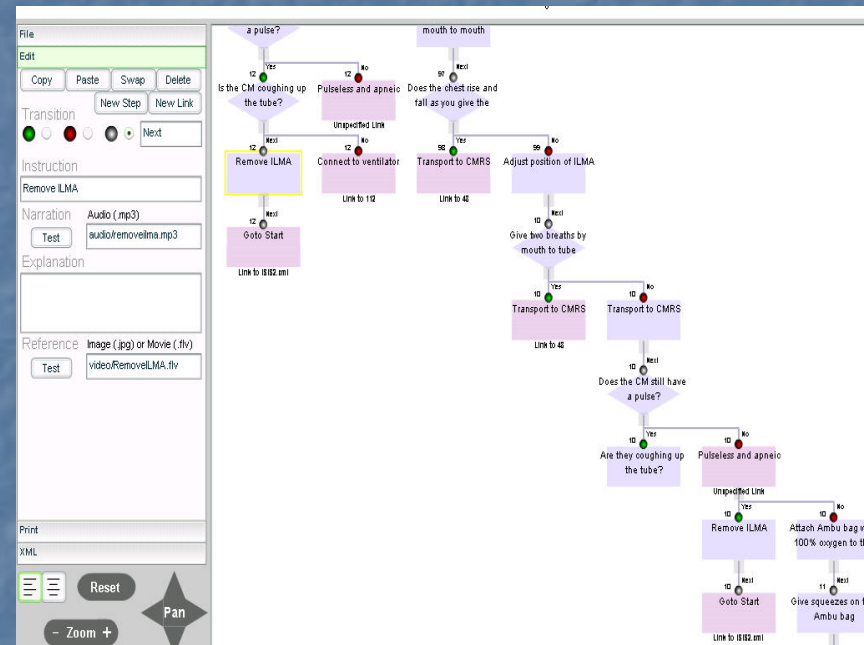 File
Edit
Copy Paste Swap Delete
New Step New Link
Transition
Next
Instruction
Remove ILMA
Narration Audio (.mp3)
Test audio/removeilma.mp3
Explanation
Reference Image (.jpg) or Movie (.flv)
Test video/RemoveILMA.flv
Print
XML
Reset
Pan
- Zoom +
a pulse?
mouth to mouth
Yes
12
No
12
Next
97
Is the CM coughing up
the tube?
Pulseless and apneic
Unspecified Link
Does the chest rise and
fall as you give the
Next
12
No
12
Yes
98
No
99
Remove ILMA
Connect to ventilator
Link to 112
Transport to CMRS
Link to 48
Adjust position of ILMA
Next
12
Goto Start
Link to ISIS2.xml
Next
10
Give two breaths by
mouth to tube
Yes
10
No
10
Transport to CMRS
Link to 48
Transport to CMRS
Next
10
Does the CM still have
a pulse?
Yes
10
No
10
Are they coughing up
the tube?
Pulseless and apneic
Unspecified Link
Yes
10
No
10
Remove ILMA
Attach Ambu bag
100% oxygen to
Next
10
Next
11
Goto Start
Link to ISIS2.xml
Give squeezes on
Ambu bag